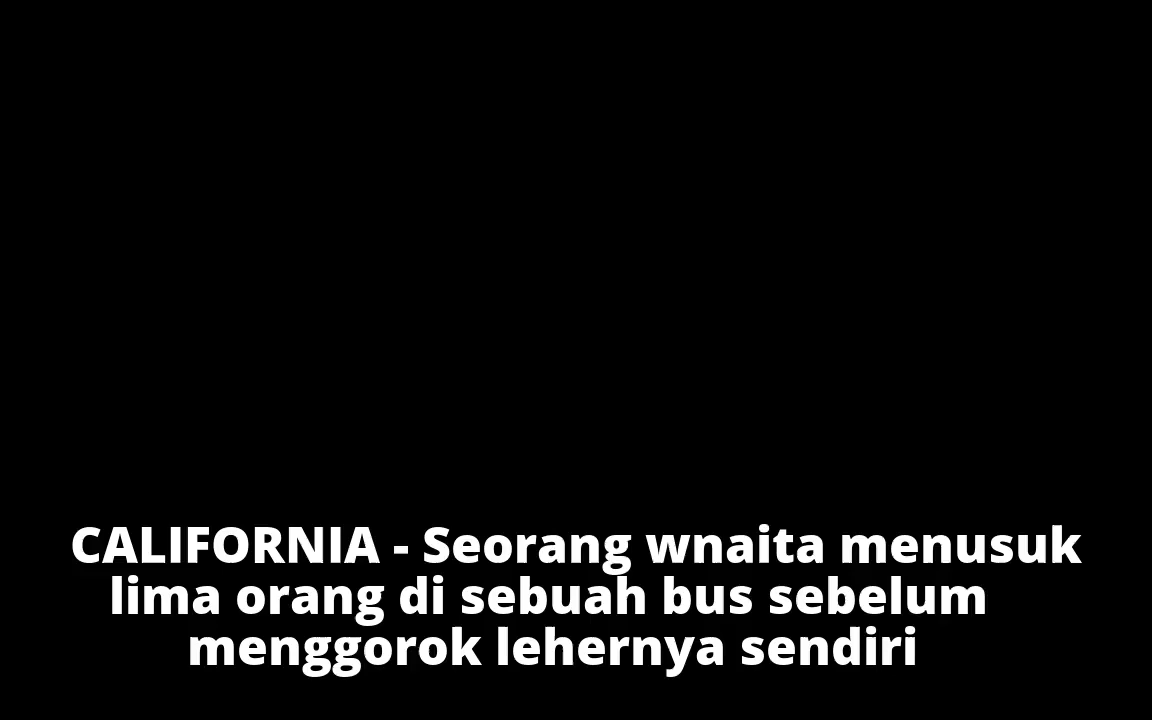 CALIFORNIA - Seorang wnaita menusuk
lima orang di sebuah bus sebelum
menggorok lehernya sendiri